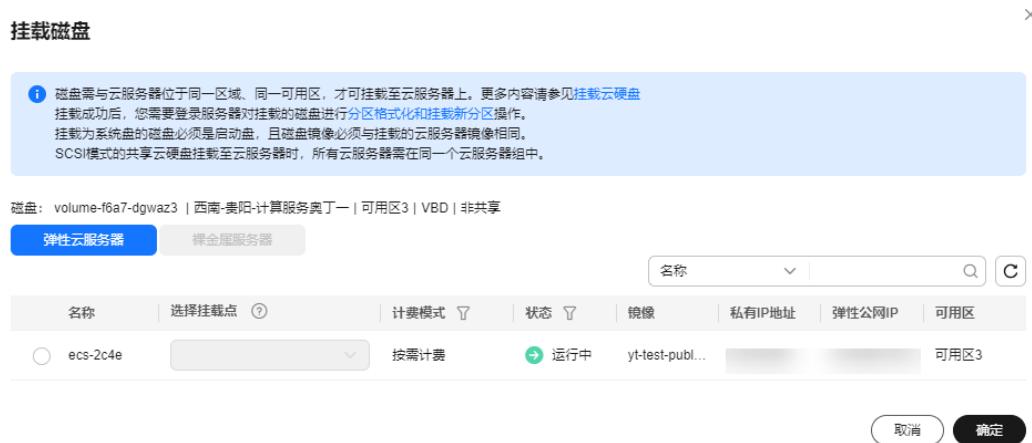 挂载磁盘
磁盘需与云服务器位于同一区域、同一可用区，才可挂载至云服务器上。更多内容请参见挂载云硬盘
挂载成功后，您需要登录服务器对挂载的磁盘进行分区格式化和挂载新分区操作。
挂载为系统盘的磁盘必须是启动盘，且磁盘镜像必须与挂载的云服务器镜像相同。
SCSI模式的共享云硬盘挂载至云服务器时，所有云服务器需在同一个云服务器组中。
磁盘： volume-f6a7-dgwaz3 | 西南-贵阳-计算服务奥丁一 | 可用区3 | VBD | 非共享
弹性云服务器 裸金属服务器
名称
名称 选择挂载点 计费模式 状态 镜像 私有IP地址 弹性公网IP 可用区
ecs-2c4e 按需计费 运行中 yt-test-publ... 可用区3
取消 确定